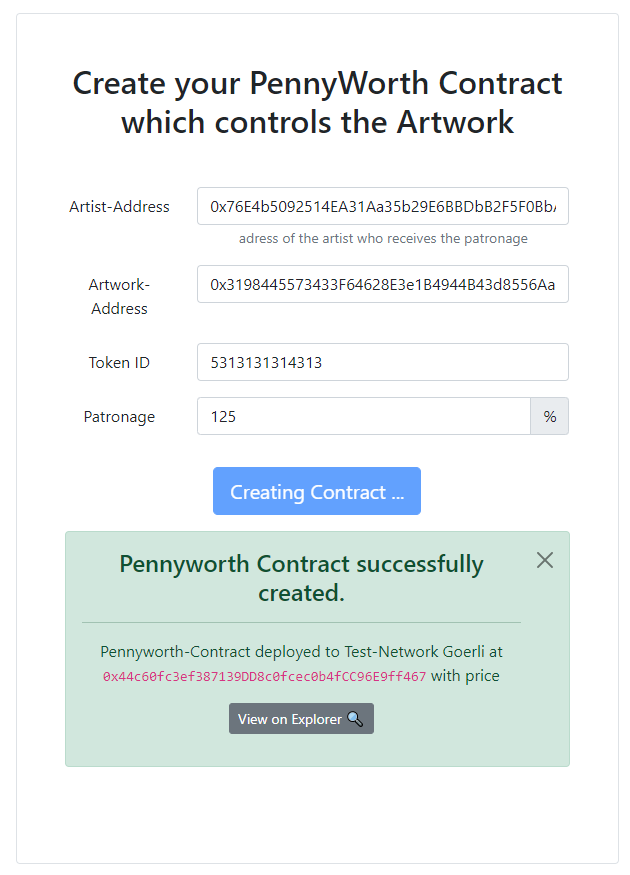 Create your PennyWorth Contract
which controls the Artwork
Artist-Address
0x76E4b5092514EA31Aa35b29E6BBDbB2F5F0Bb
adress of the artist who receives the patronage
Artwork-
Address
0x3198445573433F64628E3e1B4944B43d8556Aa
Token ID
5313131314313
Patronage
125
%
Creating Contract ...
Pennyworth Contract successfully
created.
Pennyworth-Contract deployed to Test-Network Goerli at
0x44c60fc3ef387139DD8c0fcec0b4fCC96E9ff467 with price
View on Explorer